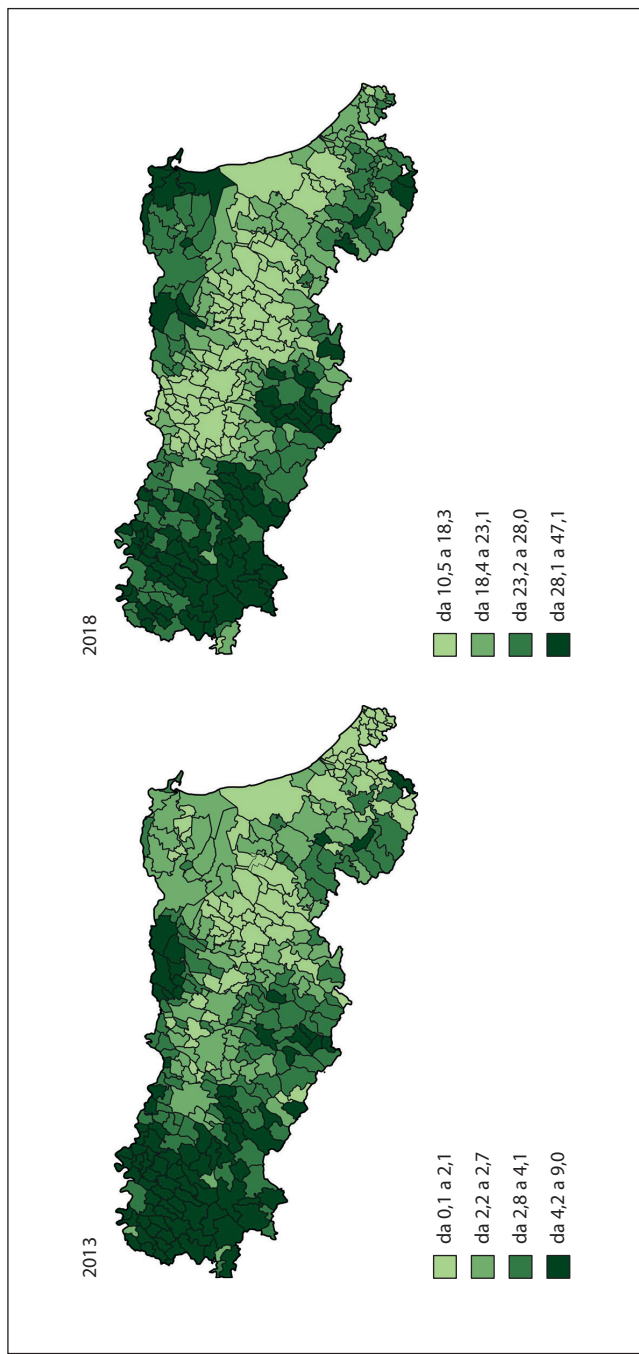 2013
da 0,1 a 2,1
da 2,2 a 2,7
da 2,8 a 4,1
da 4,2 a 9,0
2018
da 10,5 a 18,3
da 18,4 a 23,1
da 23,2 a 28,0
da 28,1 a 47,1